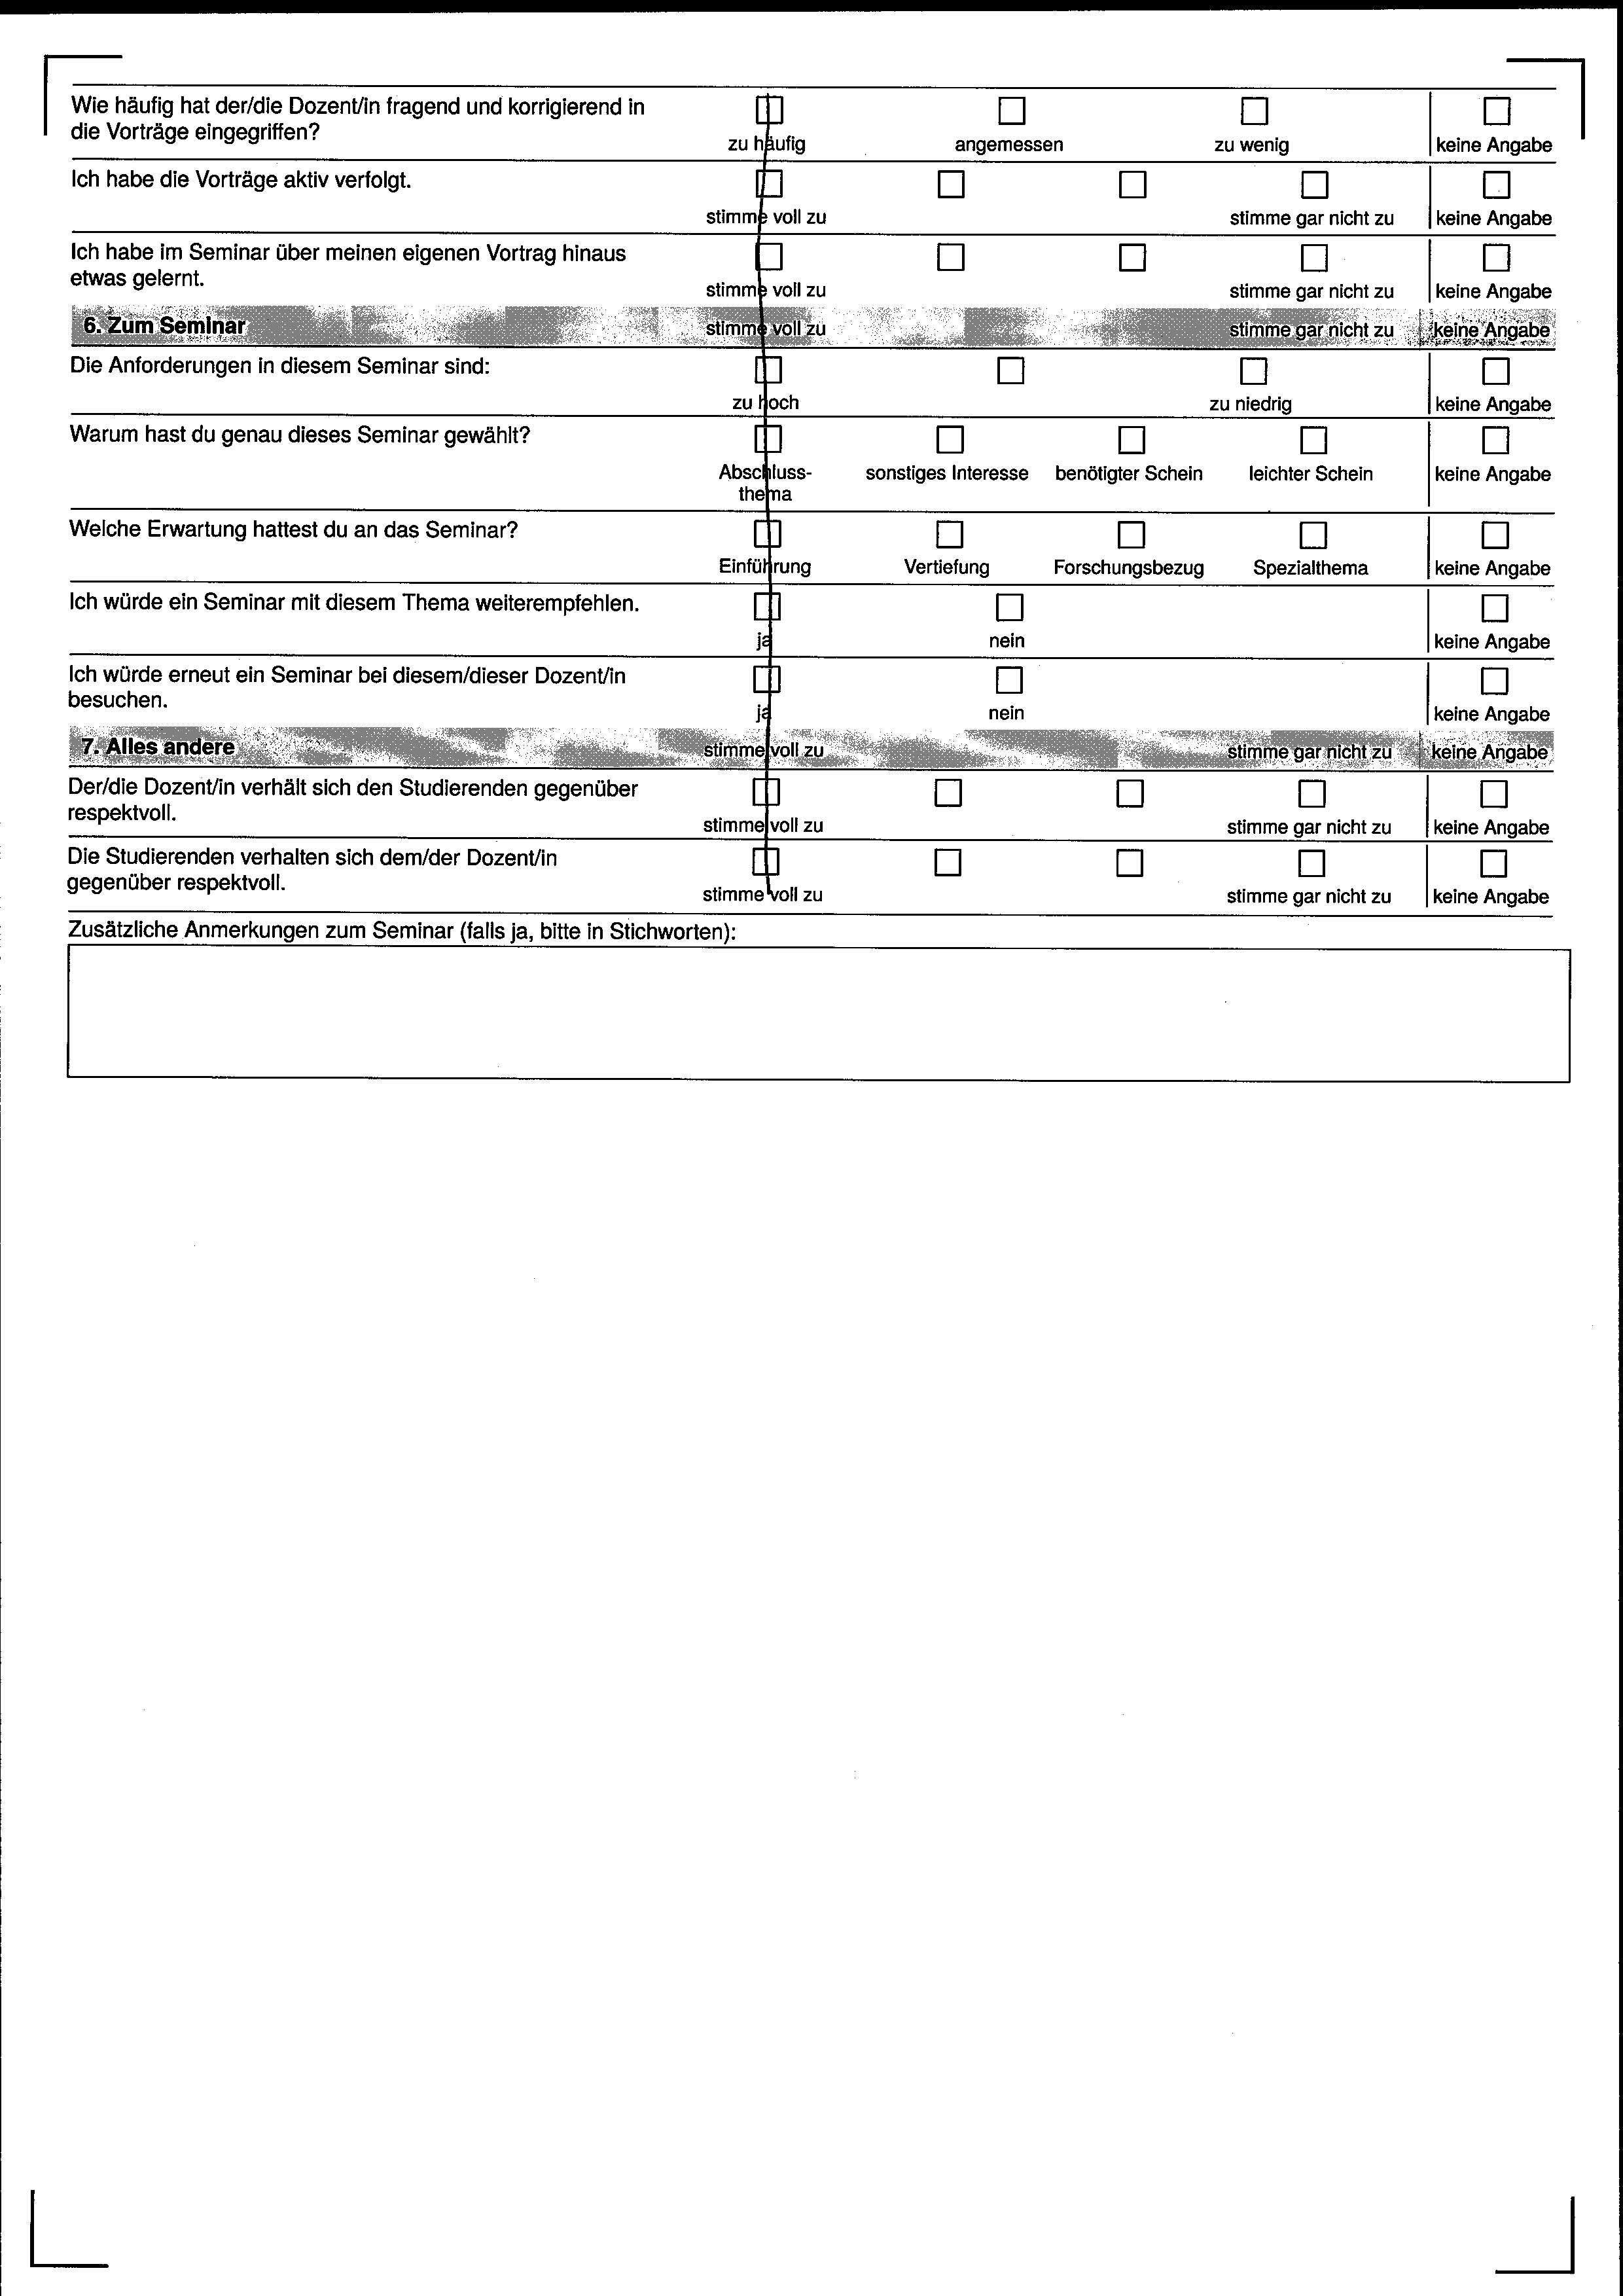 Wie häufig hat der/die Dozent/in fragend und korrigierend in
die Vorträge eingegriffen?
zu häufig angemessen zu wenig keine Angabe
Ich habe die Vorträge aktiv verfolgt.
stimme voll zu stimme gar nicht zu keine Angabe
Ich habe im Seminar über meinen eigenen Vortrag hinaus
etwas gelernt.
stimme voll zu stimme gar nicht zu keine Angabe
6. Zum Seminar stimme voll zu stimme gar nicht zu keine Angabe
Die Anforderungen in diesem Seminar sind:
zu hoch zu niedrig keine Angabe
Warum hast du genau dieses Seminar gewählt?
Abschluss- sonstiges Interesse benötigter Schein leichter Schein keine Angabe
thema
Welche Erwartung hattest du an das Seminar?
Einführung Vertiefung Forschungsbezug Spezialthema keine Angabe
Ich würde ein Seminar mit diesem Thema weiterempfehlen.
ja nein keine Angabe
Ich würde erneut ein Seminar bei diesem/dieser Dozent/in
besuchen.
ja nein keine Angabe
7. Alles andere stimme voll zu stimme gar nicht zu keine Angabe
Der/die Dozent/in verhält sich den Studierenden gegenüber
respektvoll.
stimme voll zu stimme gar nicht zu keine Angabe
Die Studierenden verhalten sich dem/der Dozent/in
gegenüber respektvoll.
stimme voll zu stimme gar nicht zu keine Angabe
Zusätzliche Anmerkungen zum Seminar (falls ja, bitte in Stichworten):